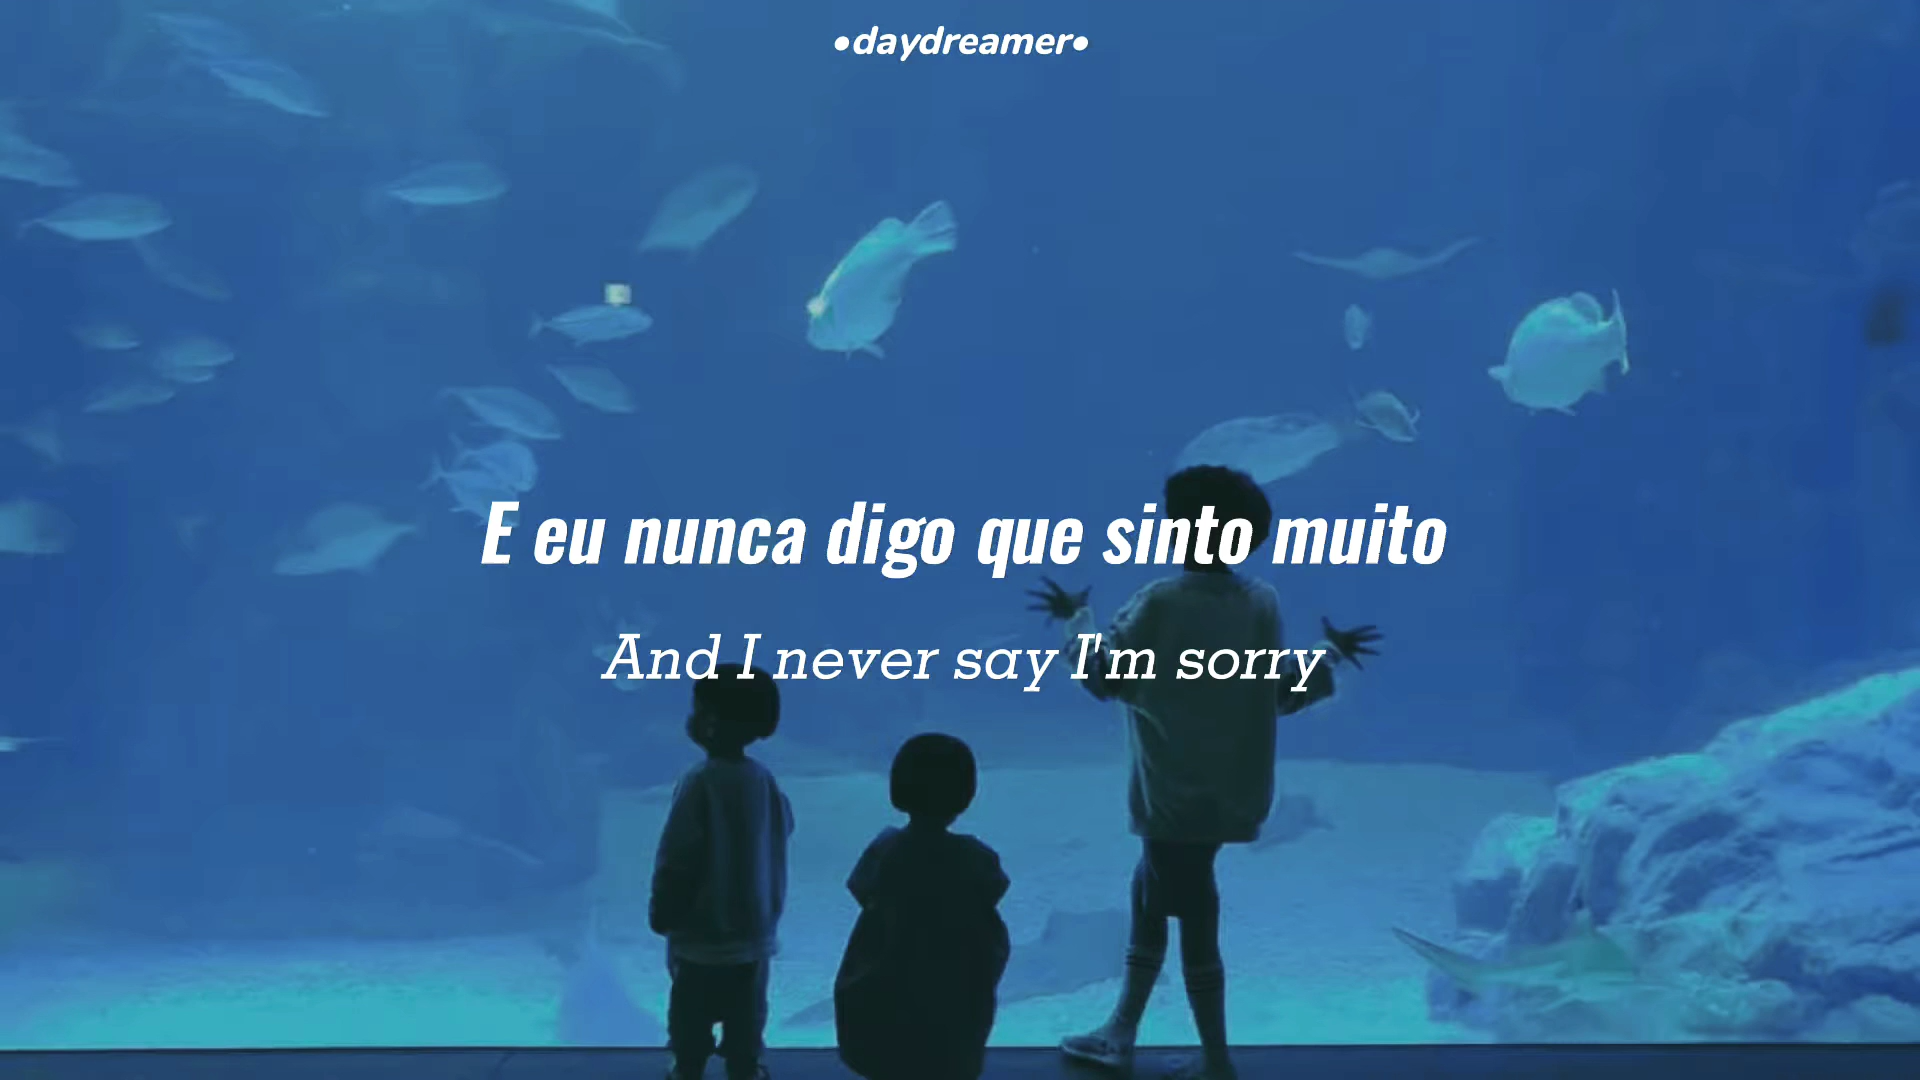 •daydreamer•
E eu nunca digo que sinto muito
And I never say I'm sorry